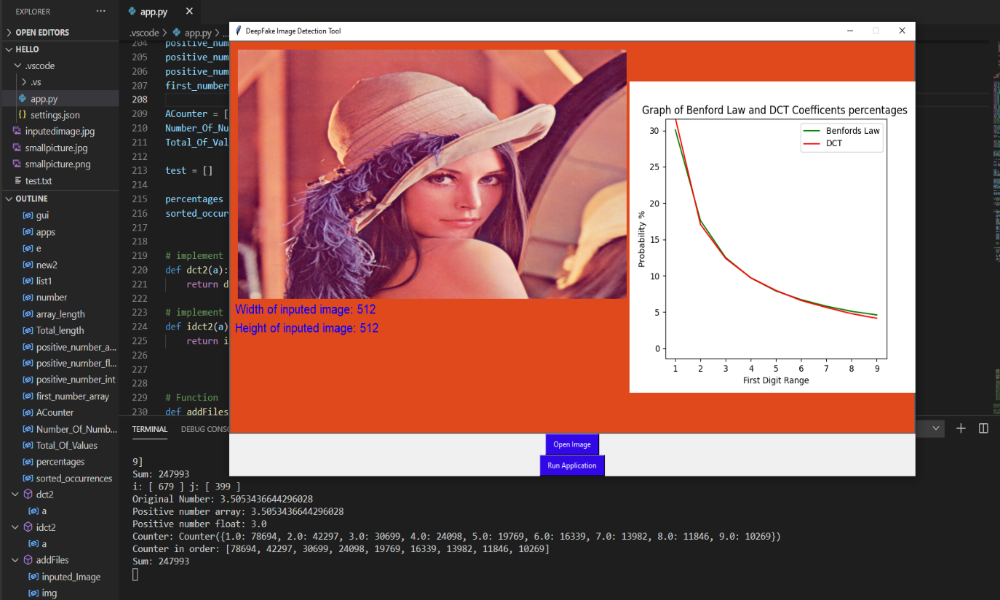 EXPLORER
OPEN EDITORS
HELLO
.vscode
.vs
app.py
settings.json
inputedimage.jpg
smallpicture.jpg
smallpicture.png
test.txt
OUTLINE
gui
apps
e
new2
list1
number
array_length
Total_length
positive_number_a...
positive_number_fl...
positive_number_int
first_number_array
ACounter
Number_Of_Numb...
Total_Of_Values
percentages
sorted_occurrences
dct2
a
idct2
a
addFiles
inputed_Image
img
app.py
.vscode > app.py > ...
204 positive_num
205 positive_num
206 positive_num
207 first_number
208
209 ACounter = [
210 Number_Of_Nu
211 Total_Of_Val
212
213 test = []
214
215 percentages
216 sorted_occur
217
218
219 # implement
220 def dct2(a):
221 return d
222
223 # implement
224 def idct2(a)
225 return i
226
227
228
229 # Function
230 def addFiles
DeepFake Image Detection Tool
Width of inputed image: 512
Height of inputed image: 512
Graph of Benford Law and DCT Coefficents percentages
Benfords Law
DCT
Probability %
30
25
20
15
10
5
0
1 2 3 4 5 6 7 8 9
First Digit Range
Open Image
Run Application
TERMINAL DEBUG CONS
9]
Sum: 247993
i: [ 679 ] j: [ 399 ]
Original Number: 3.5053436644296028
Positive number array: 3.5053436644296028
Positive number float: 3.0
Counter: Counter({1.0: 78694, 2.0: 42297, 3.0: 30699, 4.0: 24098, 5.0: 19769, 6.0: 16339, 7.0: 13982, 8.0: 11846, 9.0: 10269})
Counter in order: [78694, 42297, 30699, 24098, 19769, 16339, 13982, 11846, 10269]
Sum: 247993